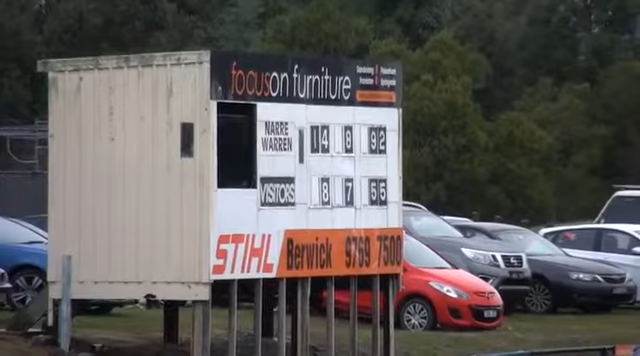 focus on furniture
NARRE WARREN 14 8 92
VISITORS 8 7 55
STIHL Berwick 9769 7500